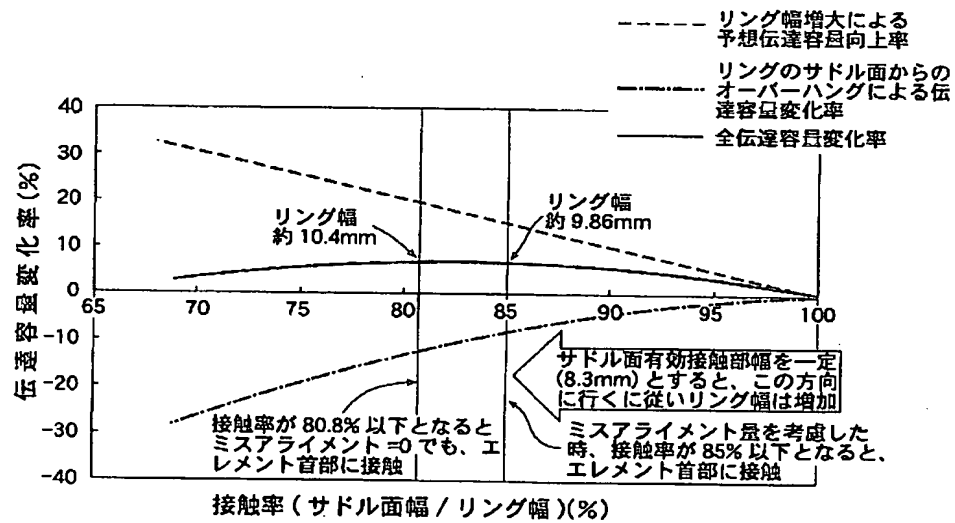 リング幅増大による
予想伝達容量向上率
リングのサドル面からの
オーバーハングによる伝
達容量変化率
全伝達容量変化率
伝達容量変化率(%)
40
30
20
10
0
-10
-20
-30
-40
65
70
75
80
85
90
95
100
リング幅
約10.4mm
リング幅
約9.86mm
サドル面有効接触部幅を一定
(8.3mm)とすると、この方向
に行くに従いリング幅は増加
接触率が80.8%以下となると
ミスアライメント=0でも、エ
レメント首部に接触
ミスアライメント量を考慮した
時、接触率が85%以下となると、
エレメント首部に接触
接触率(サドル面幅/リング幅)(%)